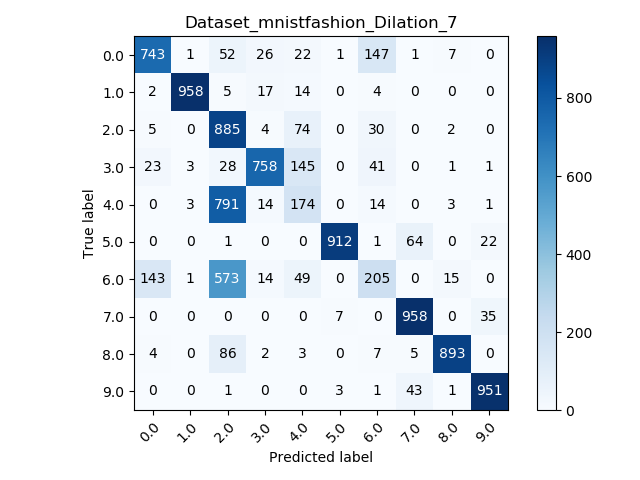 Dataset_mnistfashion_Dilation_7
0.0 743 1 52 26 22 1 147 1 7 0
1.0 2 958 5 17 14 0 4 0 0 0
2.0 5 0 885 4 74 0 30 0 2 0
3.0 23 3 28 758 145 0 41 0 1 1
4.0 0 3 791 14 174 0 14 0 3 1
5.0 0 0 1 0 0 912 1 64 0 22
6.0 143 1 573 14 49 0 205 0 15 0
7.0 0 0 0 0 0 7 0 958 0 35
8.0 4 0 86 2 3 0 7 5 893 0
9.0 0 0 1 0 0 3 1 43 1 951
0.0 1.0 2.0 3.0 4.0 5.0 6.0 7.0 8.0 9.0
True label
Predicted label
800
600
400
200
0